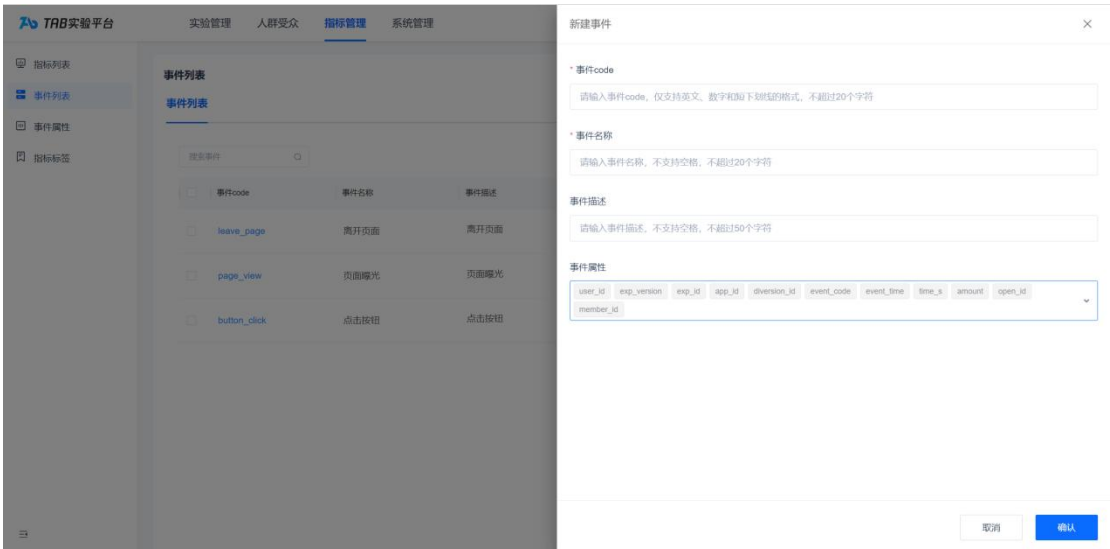 TAB实验平台
实验管理 人群受众 指标管理 系统管理
指标列表
事件列表
事件属性
指标标签
事件列表
事件列表
搜索事件
事件code 事件名称 事件描述
leave_page 离开页面 离开页面
page_view 页面曝光 页面曝光
button_click 点击按钮 点击按钮
新建事件
* 事件code
请输入事件code，仅支持英文、数字和短下划线的格式，不超过20个字符
* 事件名称
请输入事件名称，不支持空格，不超过20个字符
事件描述
请输入事件描述，不支持空格，不超过50个字符
事件属性
user_id exp_version exp_id app_id diversion_id event_code event_time time_s amount open_id
member_id
取消 确认